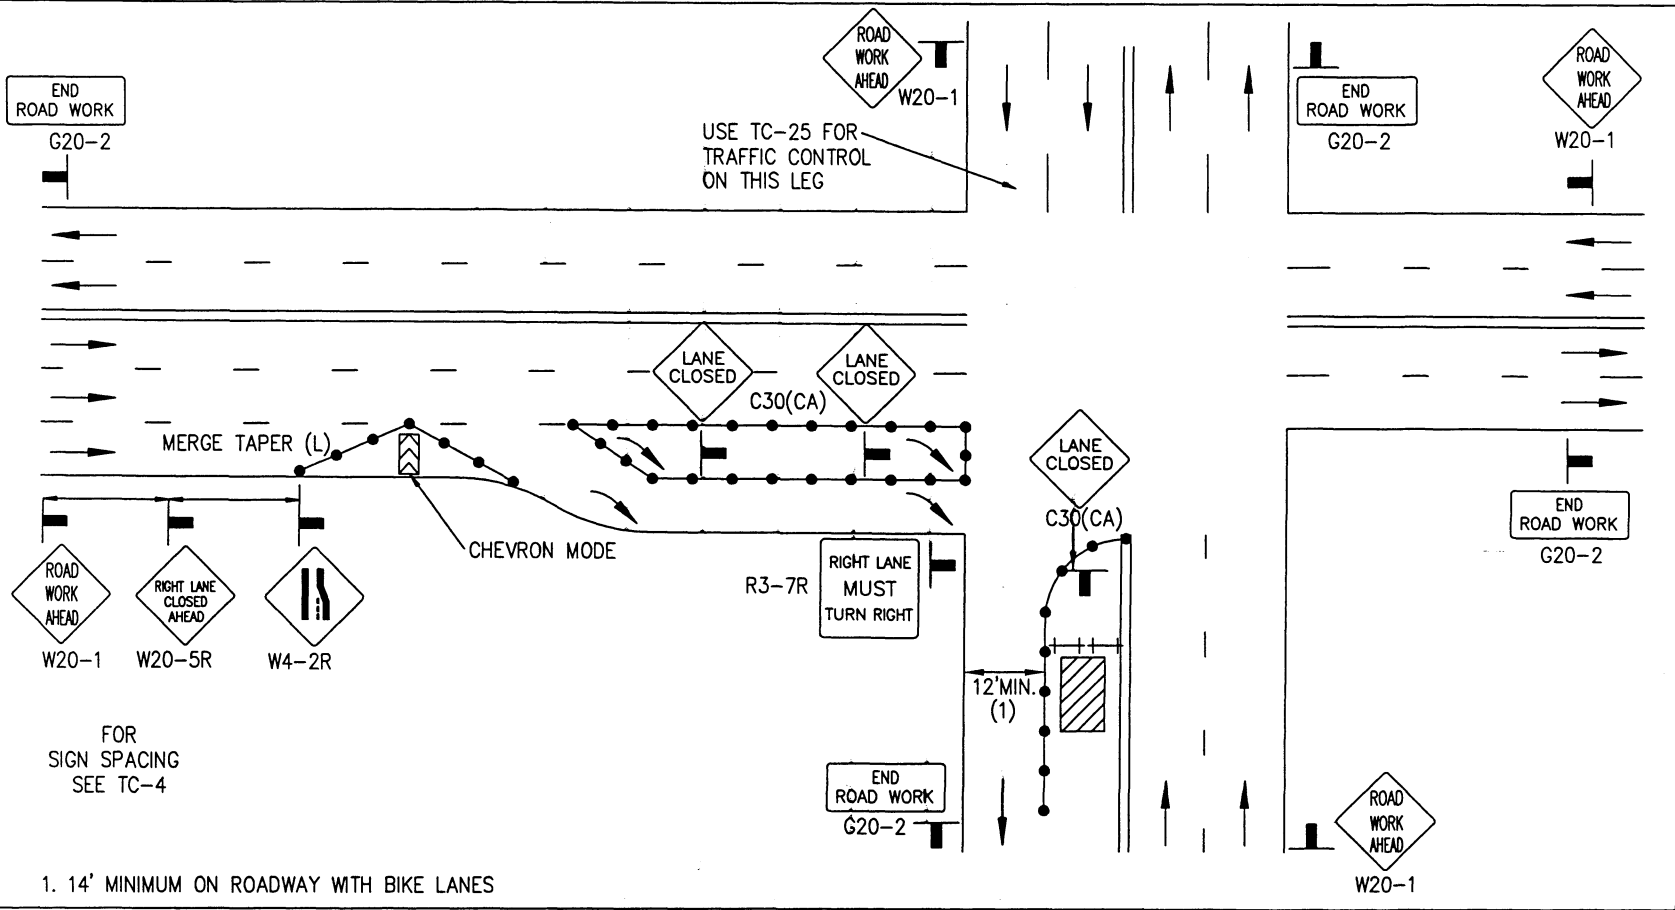 ROAD
WORK
AHEAD
W20-1
END
ROAD WORK
G20-2
END
ROAD WORK
G20-2
ROAD
WORK
AHEAD
W20-1
USE TC-25 FOR
TRAFFIC CONTROL
ON THIS LEG
LANE
CLOSED
LANE
CLOSED
C30(CA)
MERGE TAPER (L)
CHEVRON MODE
LANE
CLOSED
C30(CA)
END
ROAD WORK
G20-2
ROAD
WORK
AHEAD
W20-1
RIGHT LANE
CLOSED
AHEAD
W20-5R
W4-2R
R3-7R
RIGHT LANE
MUST
TURN RIGHT
12'MIN.
(1)
FOR
SIGN SPACING
SEE TC-4
END
ROAD WORK
G20-2
ROAD
WORK
AHEAD
W20-1
1. 14' MINIMUM ON ROADWAY WITH BIKE LANES